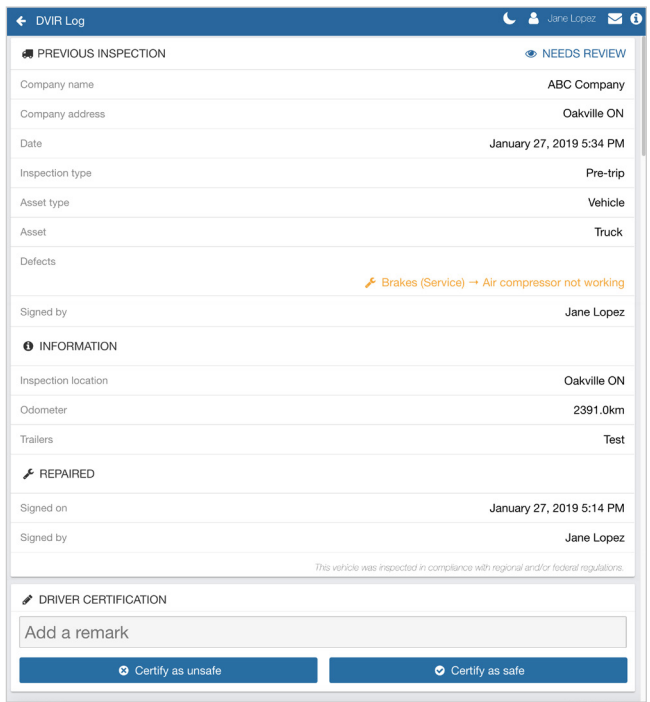 DVIR Log
Jane Lopez
PREVIOUS INSPECTION NEEDS REVIEW
Company name ABC Company
Company address Oakville ON
Date January 27, 2019 5:34 PM
Inspection type Pre-trip
Asset type Vehicle
Asset Truck
Defects
Brakes (Service) → Air compressor not working
Signed by Jane Lopez
INFORMATION
Inspection location Oakville ON
Odometer 2391.0km
Trailers Test
REPAIRED
Signed on January 27, 2019 5:14 PM
Signed by Jane Lopez
This vehicle was inspected in compliance with regional and/or federal regulations.
DRIVER CERTIFICATION
Add a remark
Certify as unsafe Certify as safe